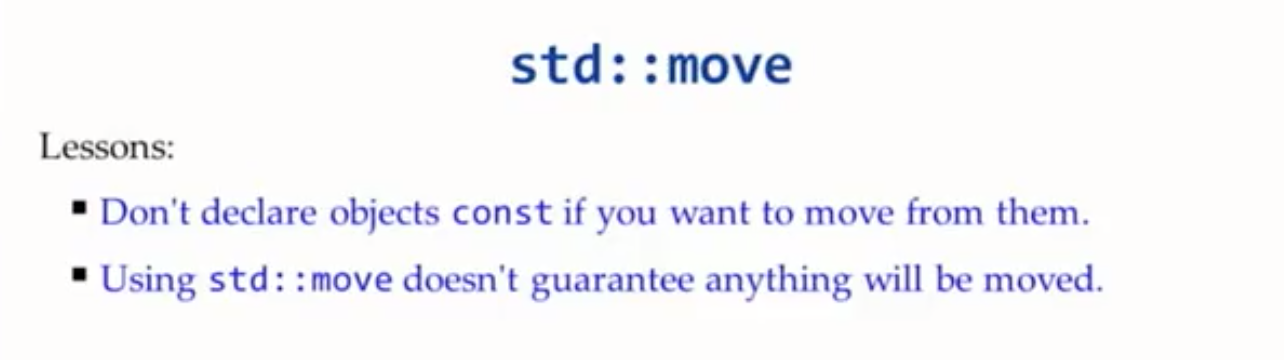 std::move
Lessons:
▪ Don't declare objects const if you want to move from them.
▪ Using std::move doesn't guarantee anything will be moved.